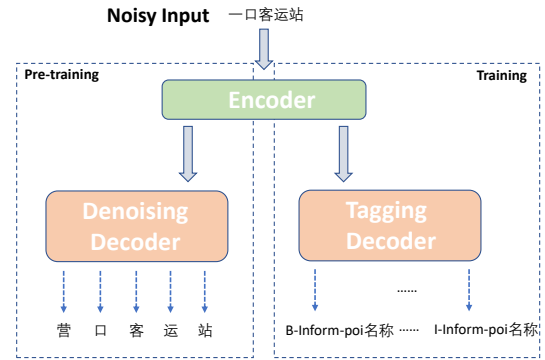 Noisy Input 一口客运站
Pre-training
Training
Encoder
Denoising
Decoder
Tagging
Decoder
……
营 口 客 运 站
B-Inform-poi名称 …… I-Inform-poi名称